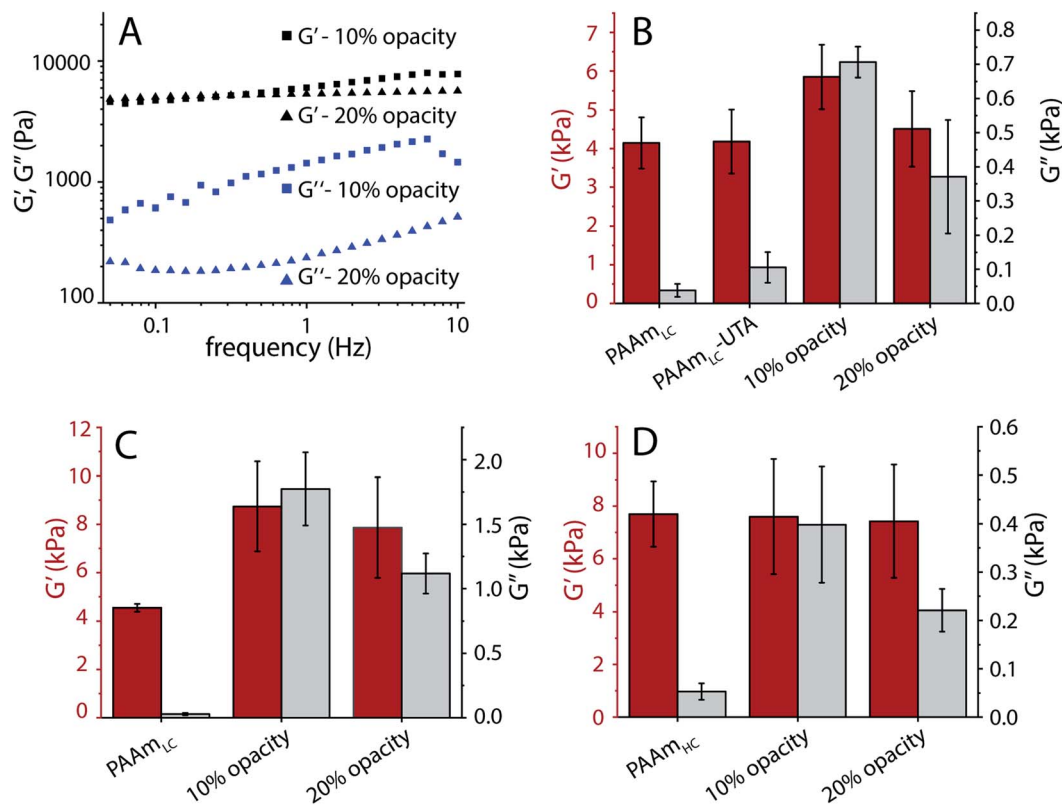 A
G′ - 10% opacity
G′ - 20% opacity
G′′ - 10% opacity
G′′ - 20% opacity
G′, G″ (Pa)
10000
1000
100
0.1
1
10
frequency (Hz)
B
G′ (kPa)
7
6
5
4
3
2
1
0
G″ (kPa)
0.8
0.7
0.6
0.5
0.4
0.3
0.2
0.1
0.0
PAAm_LC
PAAm_LC-UTA
10% opacity
20% opacity
C
G′ (kPa)
12
10
8
6
4
2
0
G″ (kPa)
2.0
1.5
1.0
0.5
0.0
PAAm_LC
10% opacity
20% opacity
D
G′ (kPa)
10
8
6
4
2
0
G″ (kPa)
0.6
0.5
0.4
0.3
0.2
0.1
0.0
PAAm_HC
10% opacity
20% opacity